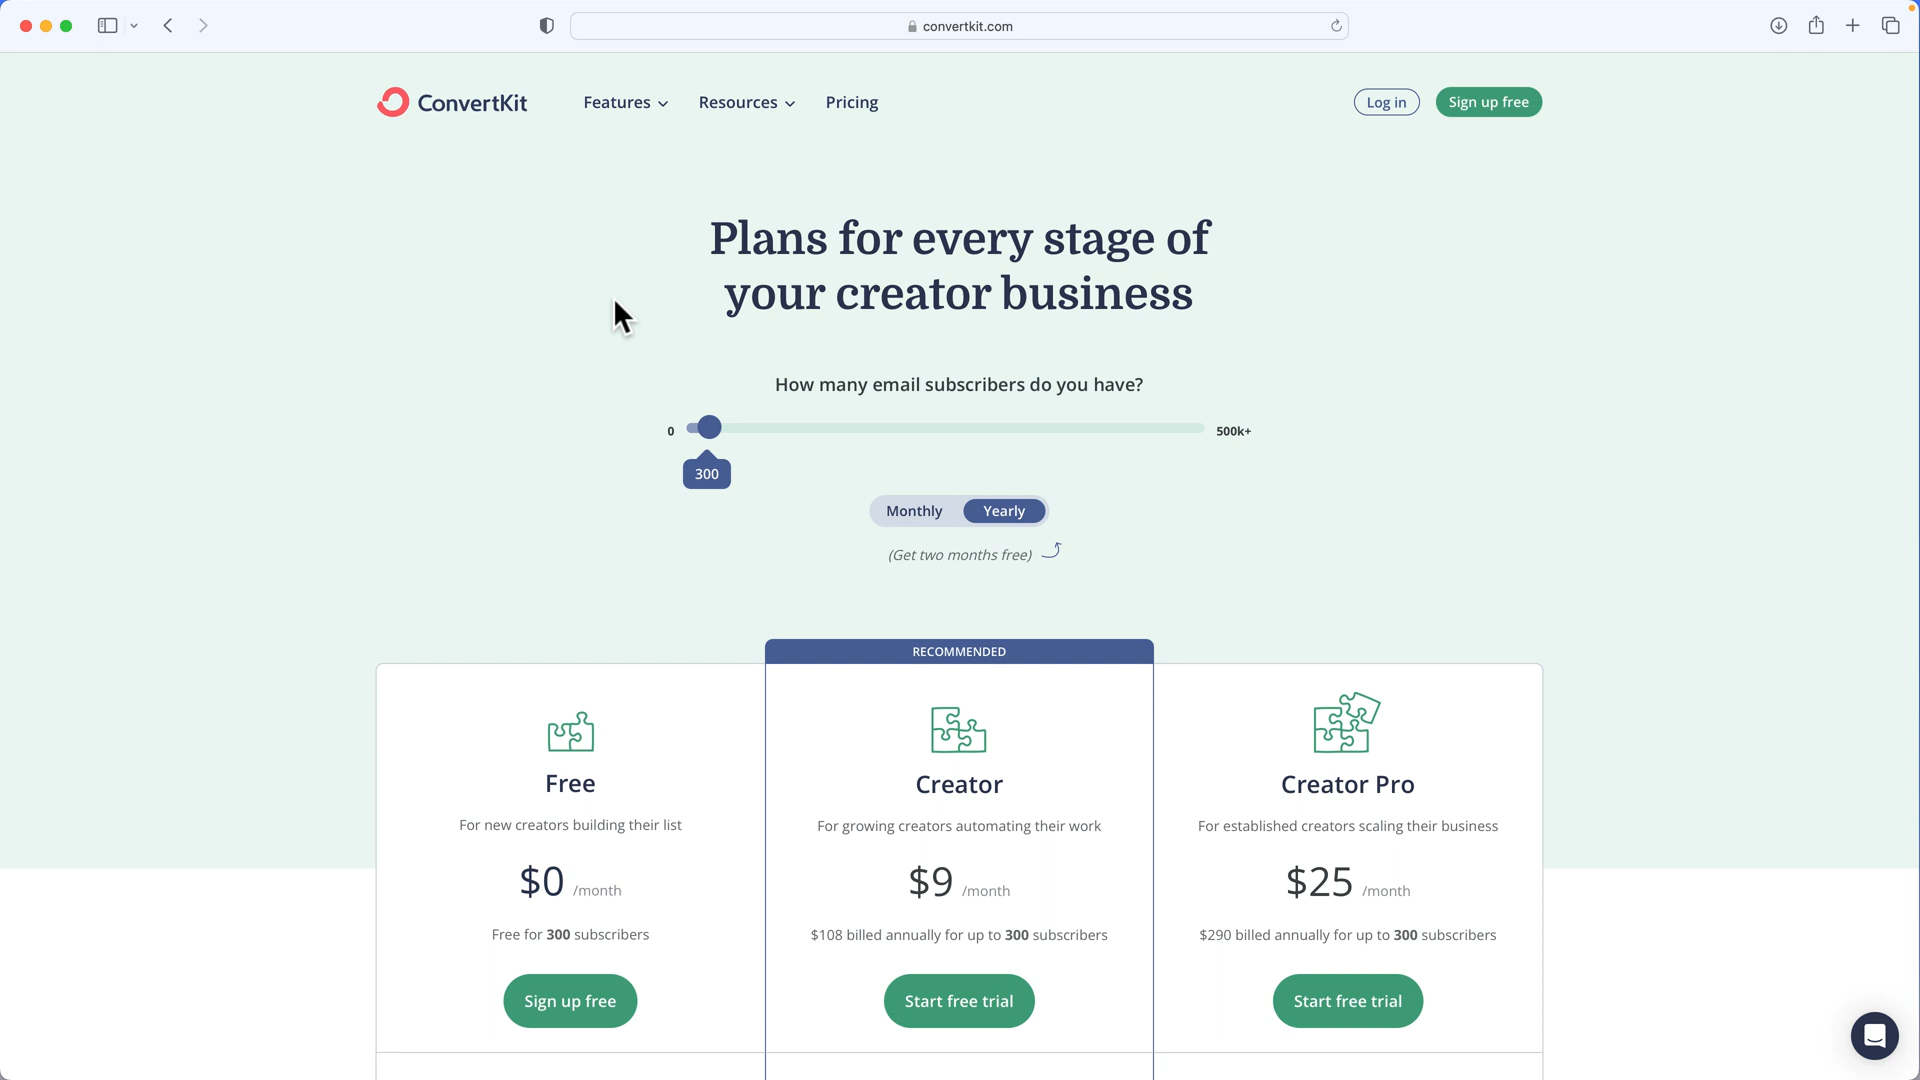 convertkit.com
ConvertKit
Features
Resources
Pricing
Log in
Sign up free
Plans for every stage of
your creator business
How many email subscribers do you have?
0
500k+
300
Monthly
Yearly
(Get two months free)
RECOMMENDED
Free
For new creators building their list
$0 /month
Free for 300 subscribers
Sign up free
Creator
For growing creators automating their work
$9 /month
$108 billed annually for up to 300 subscribers
Start free trial
Creator Pro
For established creators scaling their business
$25 /month
$290 billed annually for up to 300 subscribers
Start free trial